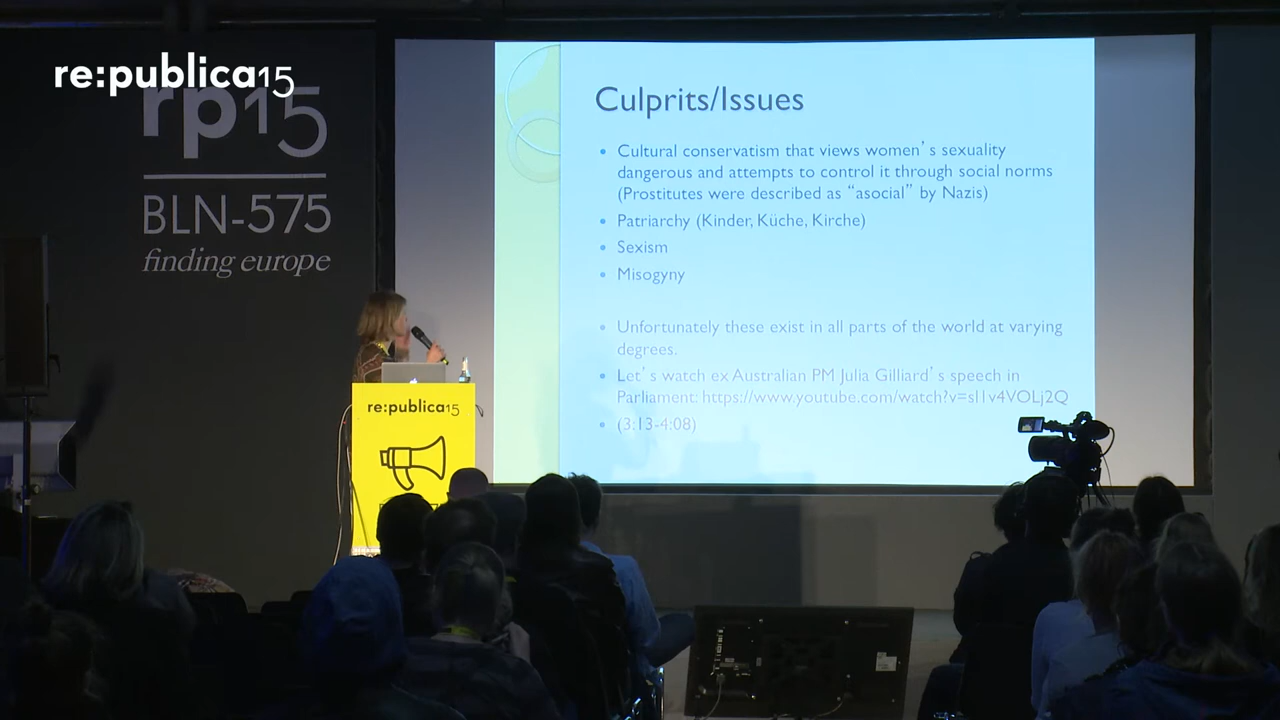 re:publica15
rp15
BLN-575
finding europe
Culprits/Issues
• Cultural conservatism that views women's sexuality
dangerous and attempts to control it through social norms
(Prostitutes were described as “asocial” by Nazis)
• Patriarchy (Kinder, Küche, Kirche)
• Sexism
• Misogyny
• Unfortunately these exist in all parts of the world at varying
degrees.
• Let's watch ex Australian PM Julia Gilliard's speech in
Parliament: https://www.youtube.com/watch?v=sl1v4VOLj2Q
• (3:13-4:08)
re:publica15